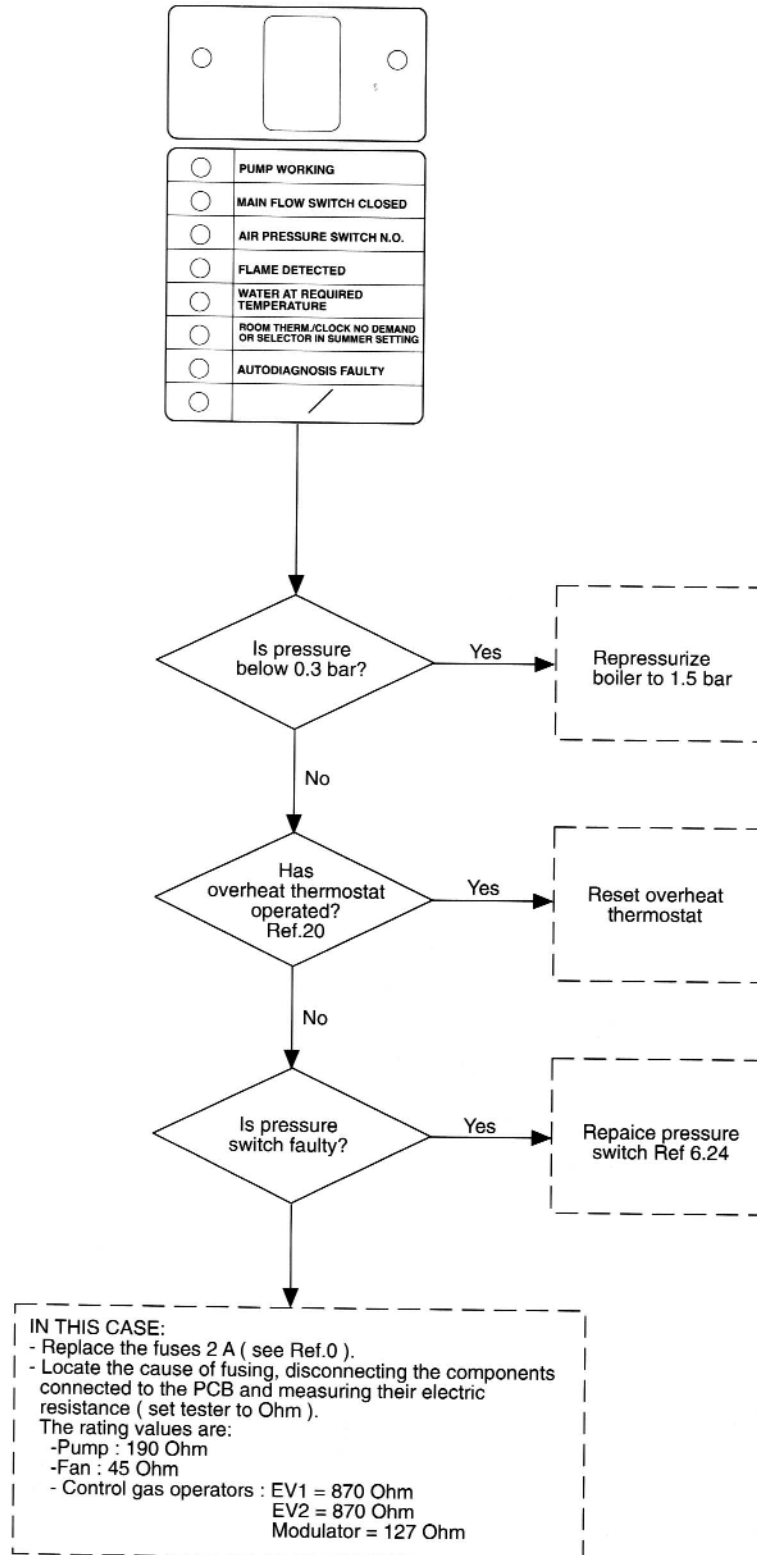 PUMP WORKING
MAIN FLOW SWITCH CLOSED
AIR PRESSURE SWITCH N.O.
FLAME DETECTED
WATER AT REQUIRED
TEMPERATURE
ROOM THERM./CLOCK NO DEMAND
OR SELECTOR IN SUMMER SETTING
AUTODIAGNOSIS FAULTY
/
Is pressure
below 0.3 bar?
Yes
Repressurize
boiler to 1.5 bar
No
Has
overheat thermostat
operated?
Ref.20
Yes
Reset overheat
thermostat
No
Is pressure
switch faulty?
Yes
Repaice pressure
switch Ref 6.24
IN THIS CASE:
- Replace the fuses 2 A ( see Ref.0 ).
- Locate the cause of fusing, disconnecting the components
connected to the PCB and measuring their electric
resistance ( set tester to Ohm ).
The rating values are:
-Pump : 190 Ohm
-Fan : 45 Ohm
- Control gas operators : EV1 = 870 Ohm
EV2 = 870 Ohm
Modulator = 127 Ohm